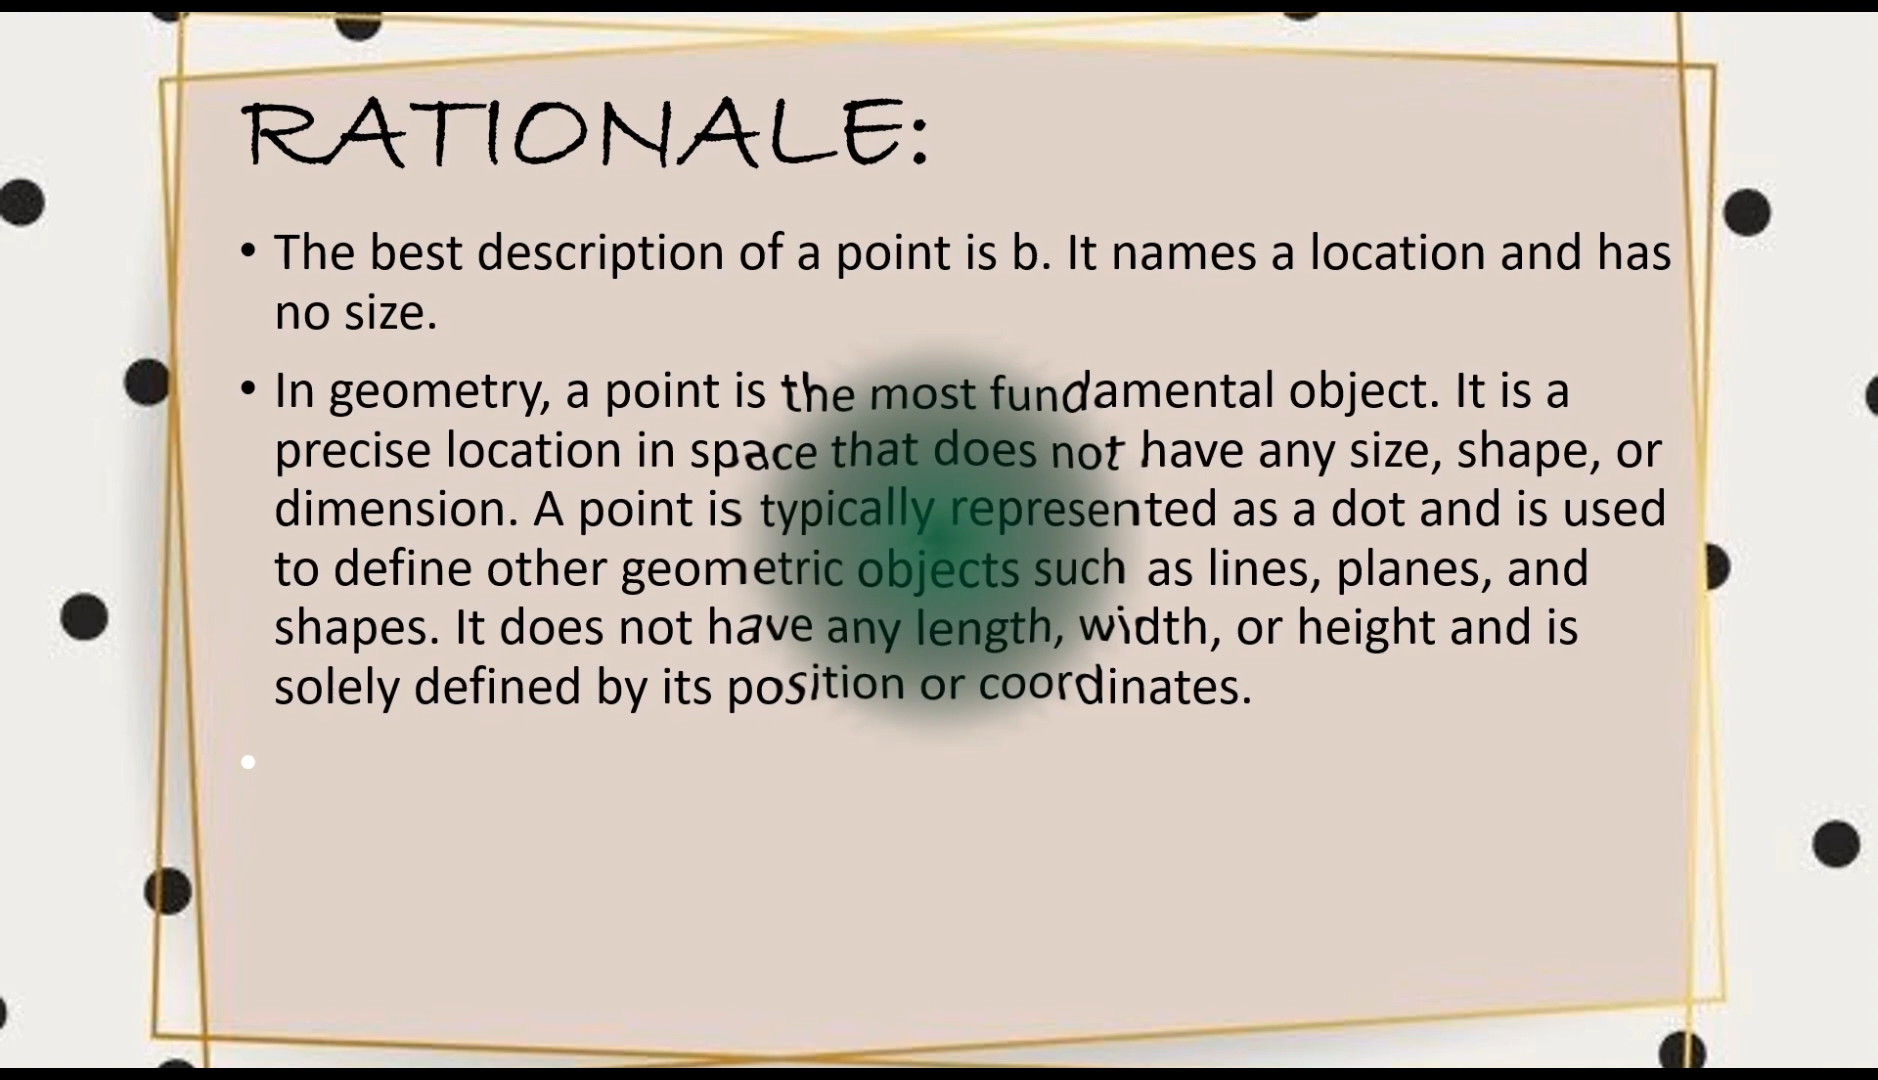 RATIONALE:
• The best description of a point is b. It names a location and has
no size.
• In geometry, a point is the most fundamental object. It is a
precise location in space that does not have any size, shape, or
dimension. A point is typically represented as a dot and is used
to define other geometric objects such as lines, planes, and
shapes. It does not have any length, width, or height and is
solely defined by its position or coordinates.